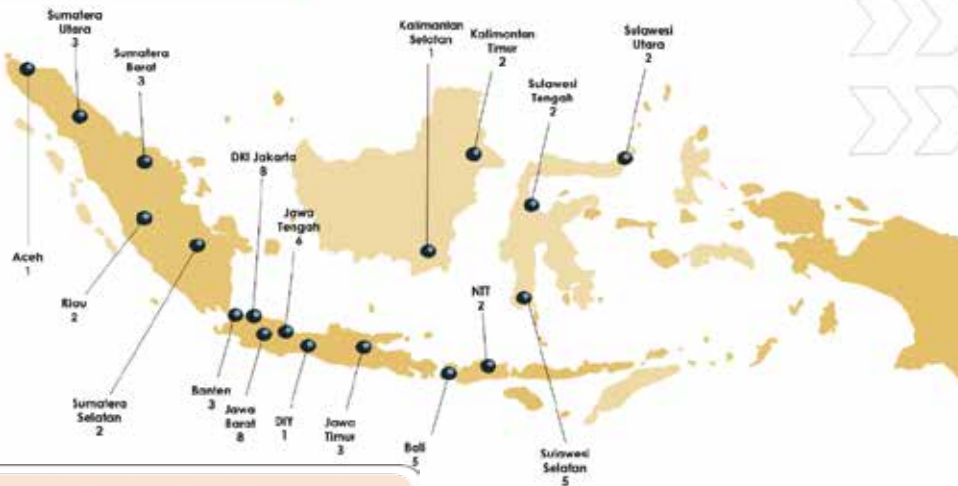 Sumatera
Utara
3
Sumatera
Barat
3
Kalimantan
Selatan
1
Kalimantan
Timur
2
Sulawesi
Utara
2
Sulawesi
Tengah
2
DKI Jakarta
8
Jawa
Tengah
6
Aceh
1
Riau
2
NTT
2
Sumatera
Selatan
2
Banten
3
Jawa
Barat
8
DIY
1
Jawa
Timur
3
Bali
5
Sulawesi
Selatan
5